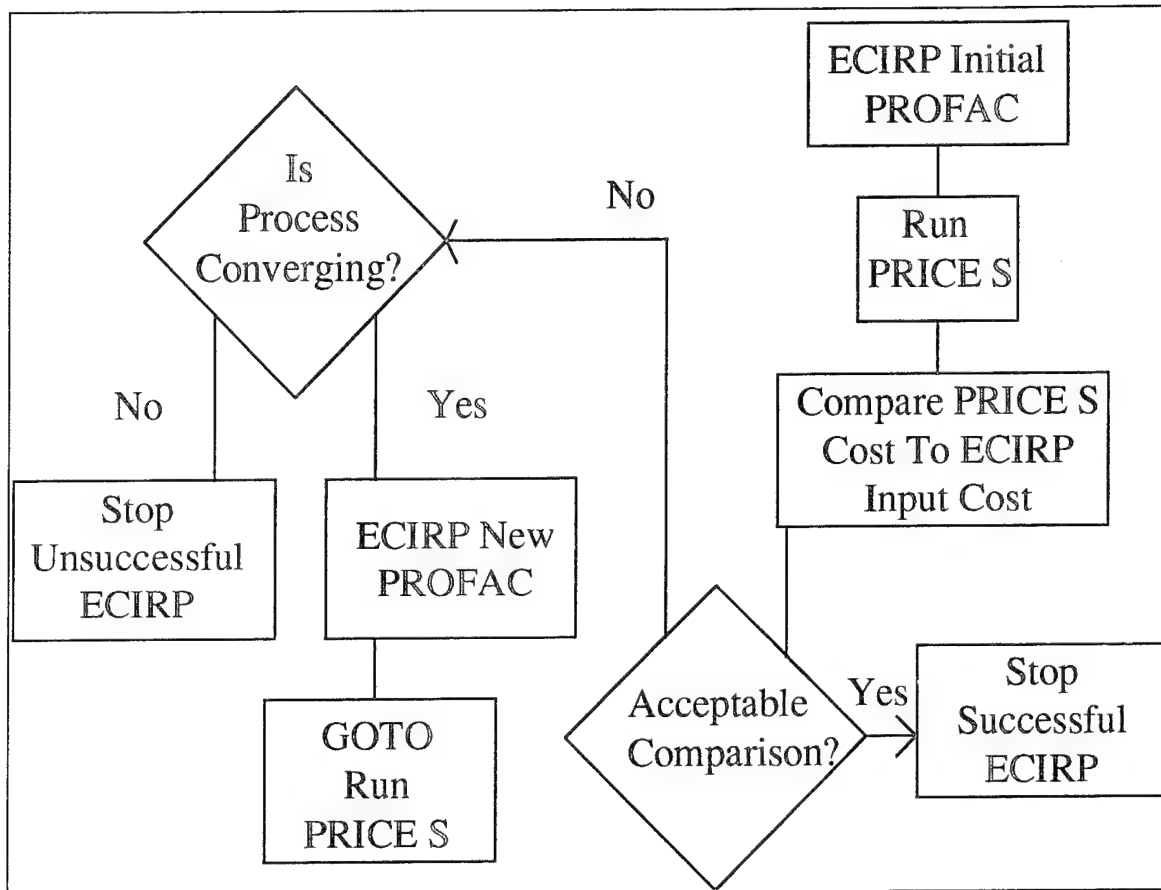 ECIRP Initial
PROFAC
Run
PRICE S
Compare PRICE S
Cost To ECIRP
Input Cost
Acceptable
Comparison?
Yes
Stop
Successful
ECIRP
No
Is
Process
Converging?
No
Stop
Unsuccessful
ECIRP
Yes
ECIRP New
PROFAC
GOTO
Run
PRICE S